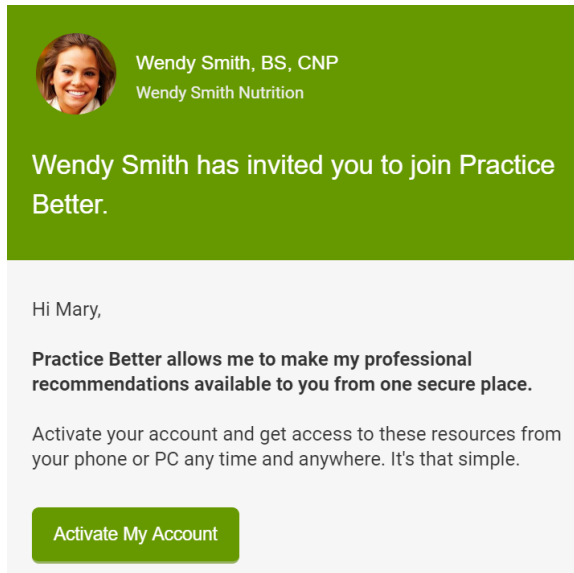 Wendy Smith, BS, CNP
Wendy Smith Nutrition
Wendy Smith has invited you to join Practice
Better.
Hi Mary,
Practice Better allows me to make my professional
recommendations available to you from one secure place.
Activate your account and get access to these resources from
your phone or PC any time and anywhere. It's that simple.
Activate My Account